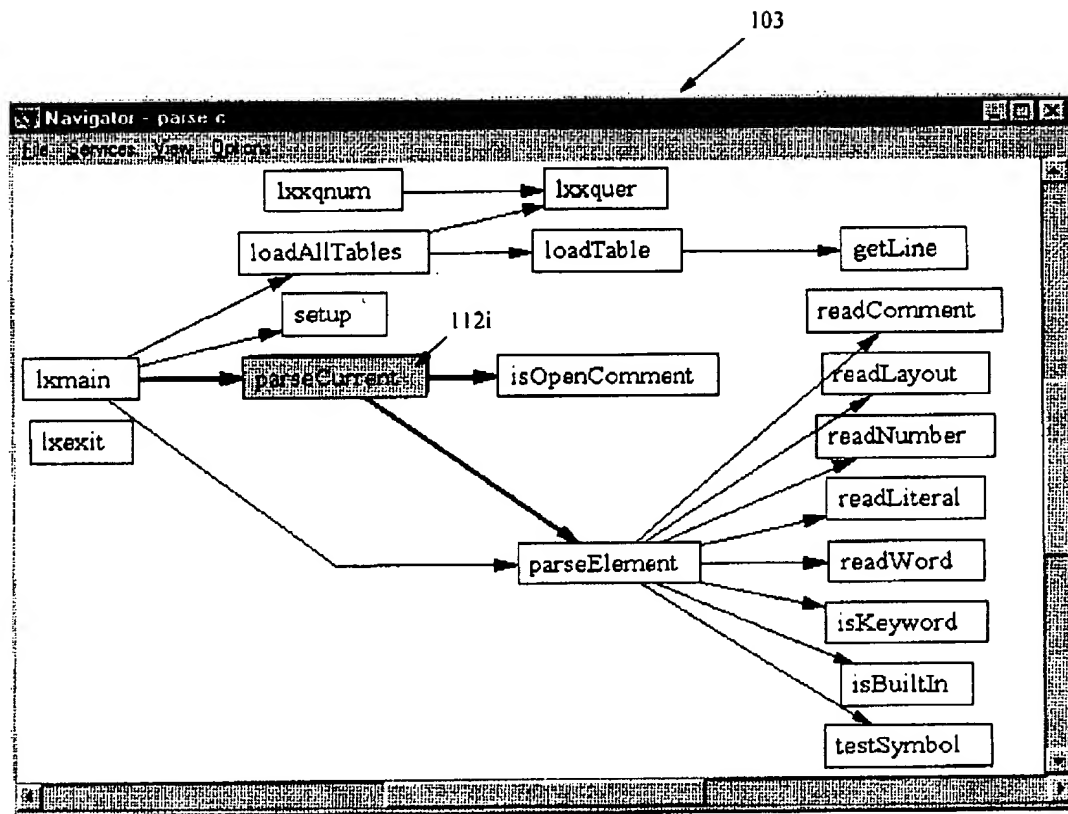 103
Navigator - parse c
File Services View Options
lxxqnum
lxxquer
loadAllTables
loadTable
getLine
setup
readComment
112i
lxmain
parseCurrent
isOpenComment
readLayout
lxexit
readNumber
readLiteral
parseElement
readWord
isKeyword
isBuiltIn
testSymbol